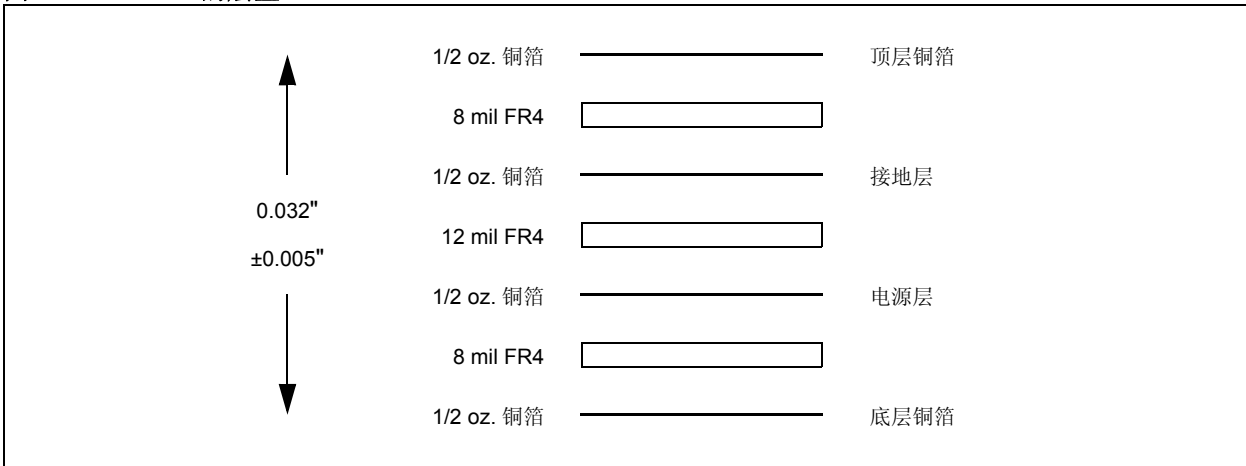 1/2 oz. 铜箔 顶层铜箔
8 mil FR4
1/2 oz. 铜箔 接地层
0.032"
12 mil FR4
±0.005"
1/2 oz. 铜箔 电源层
8 mil FR4
1/2 oz. 铜箔 底层铜箔